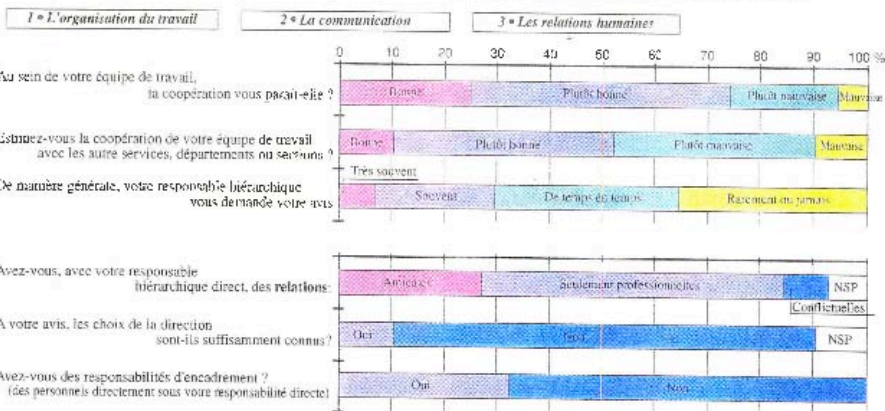 1 • L'organisation du travail
2 • La communication
3 • Les relations humaines
0 10 20 30 40 50 60 70 80 90 100 %
Au sein de votre équipe de travail,
la coopération vous parait-elle ?
Bonne Plutôt bonne Plutôt mauvaise Mauvaise
Estimez-vous la coopération de votre équipe de travail
avec les autre services, départements ou sections ?
Bonne Plutôt bonne Plutôt mauvaise Mauvaise
Très souvent
De manière générale, votre responsable hiérarchique
vous demande votre avis
Souvent De temps en temps Rarement ou jamais
Avez-vous, avec votre responsable
hiérarchique direct, des relations:
Amicales Seulement professionnelles NSP
Conflictuelles
A votre avis, les choix de la direction
sont-ils suffisamment connus ?
Oui Non NSP
Avez-vous des responsabilités d'encadrement ?
(des personnels directement sous votre responsabilité directe)
Oui Non